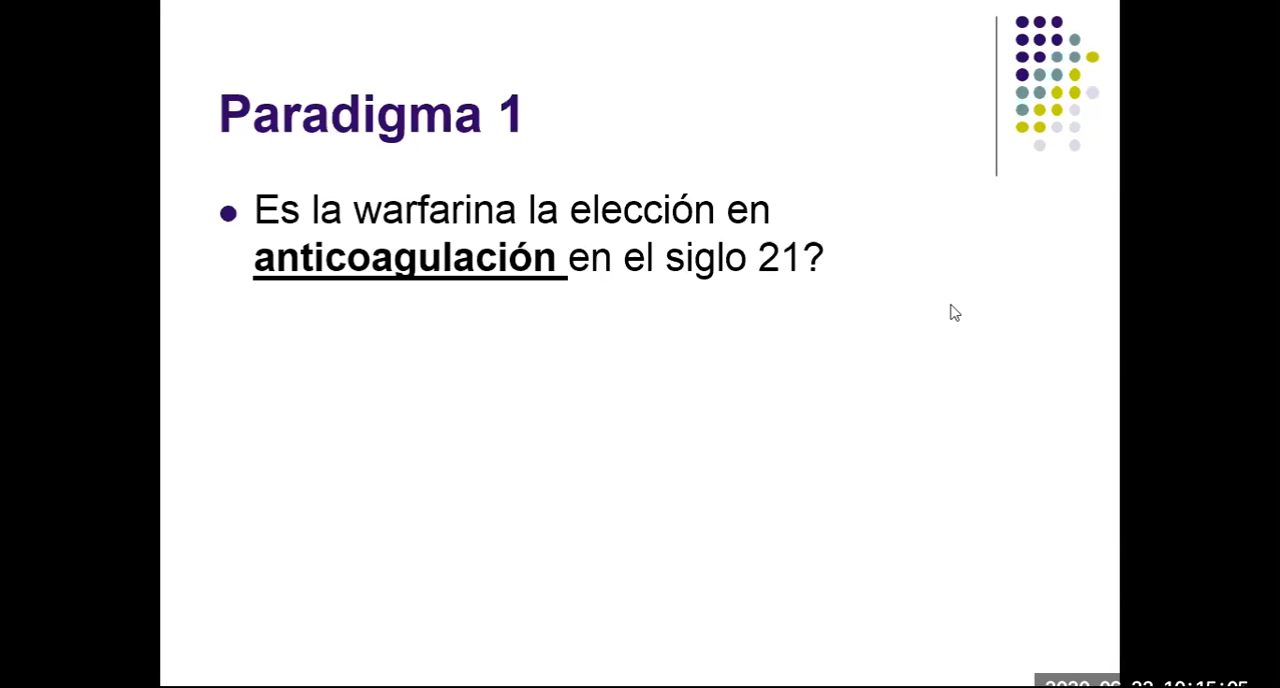 Paradigma 1
Es la warfarina la elección en
anticoagulación en el siglo 21?